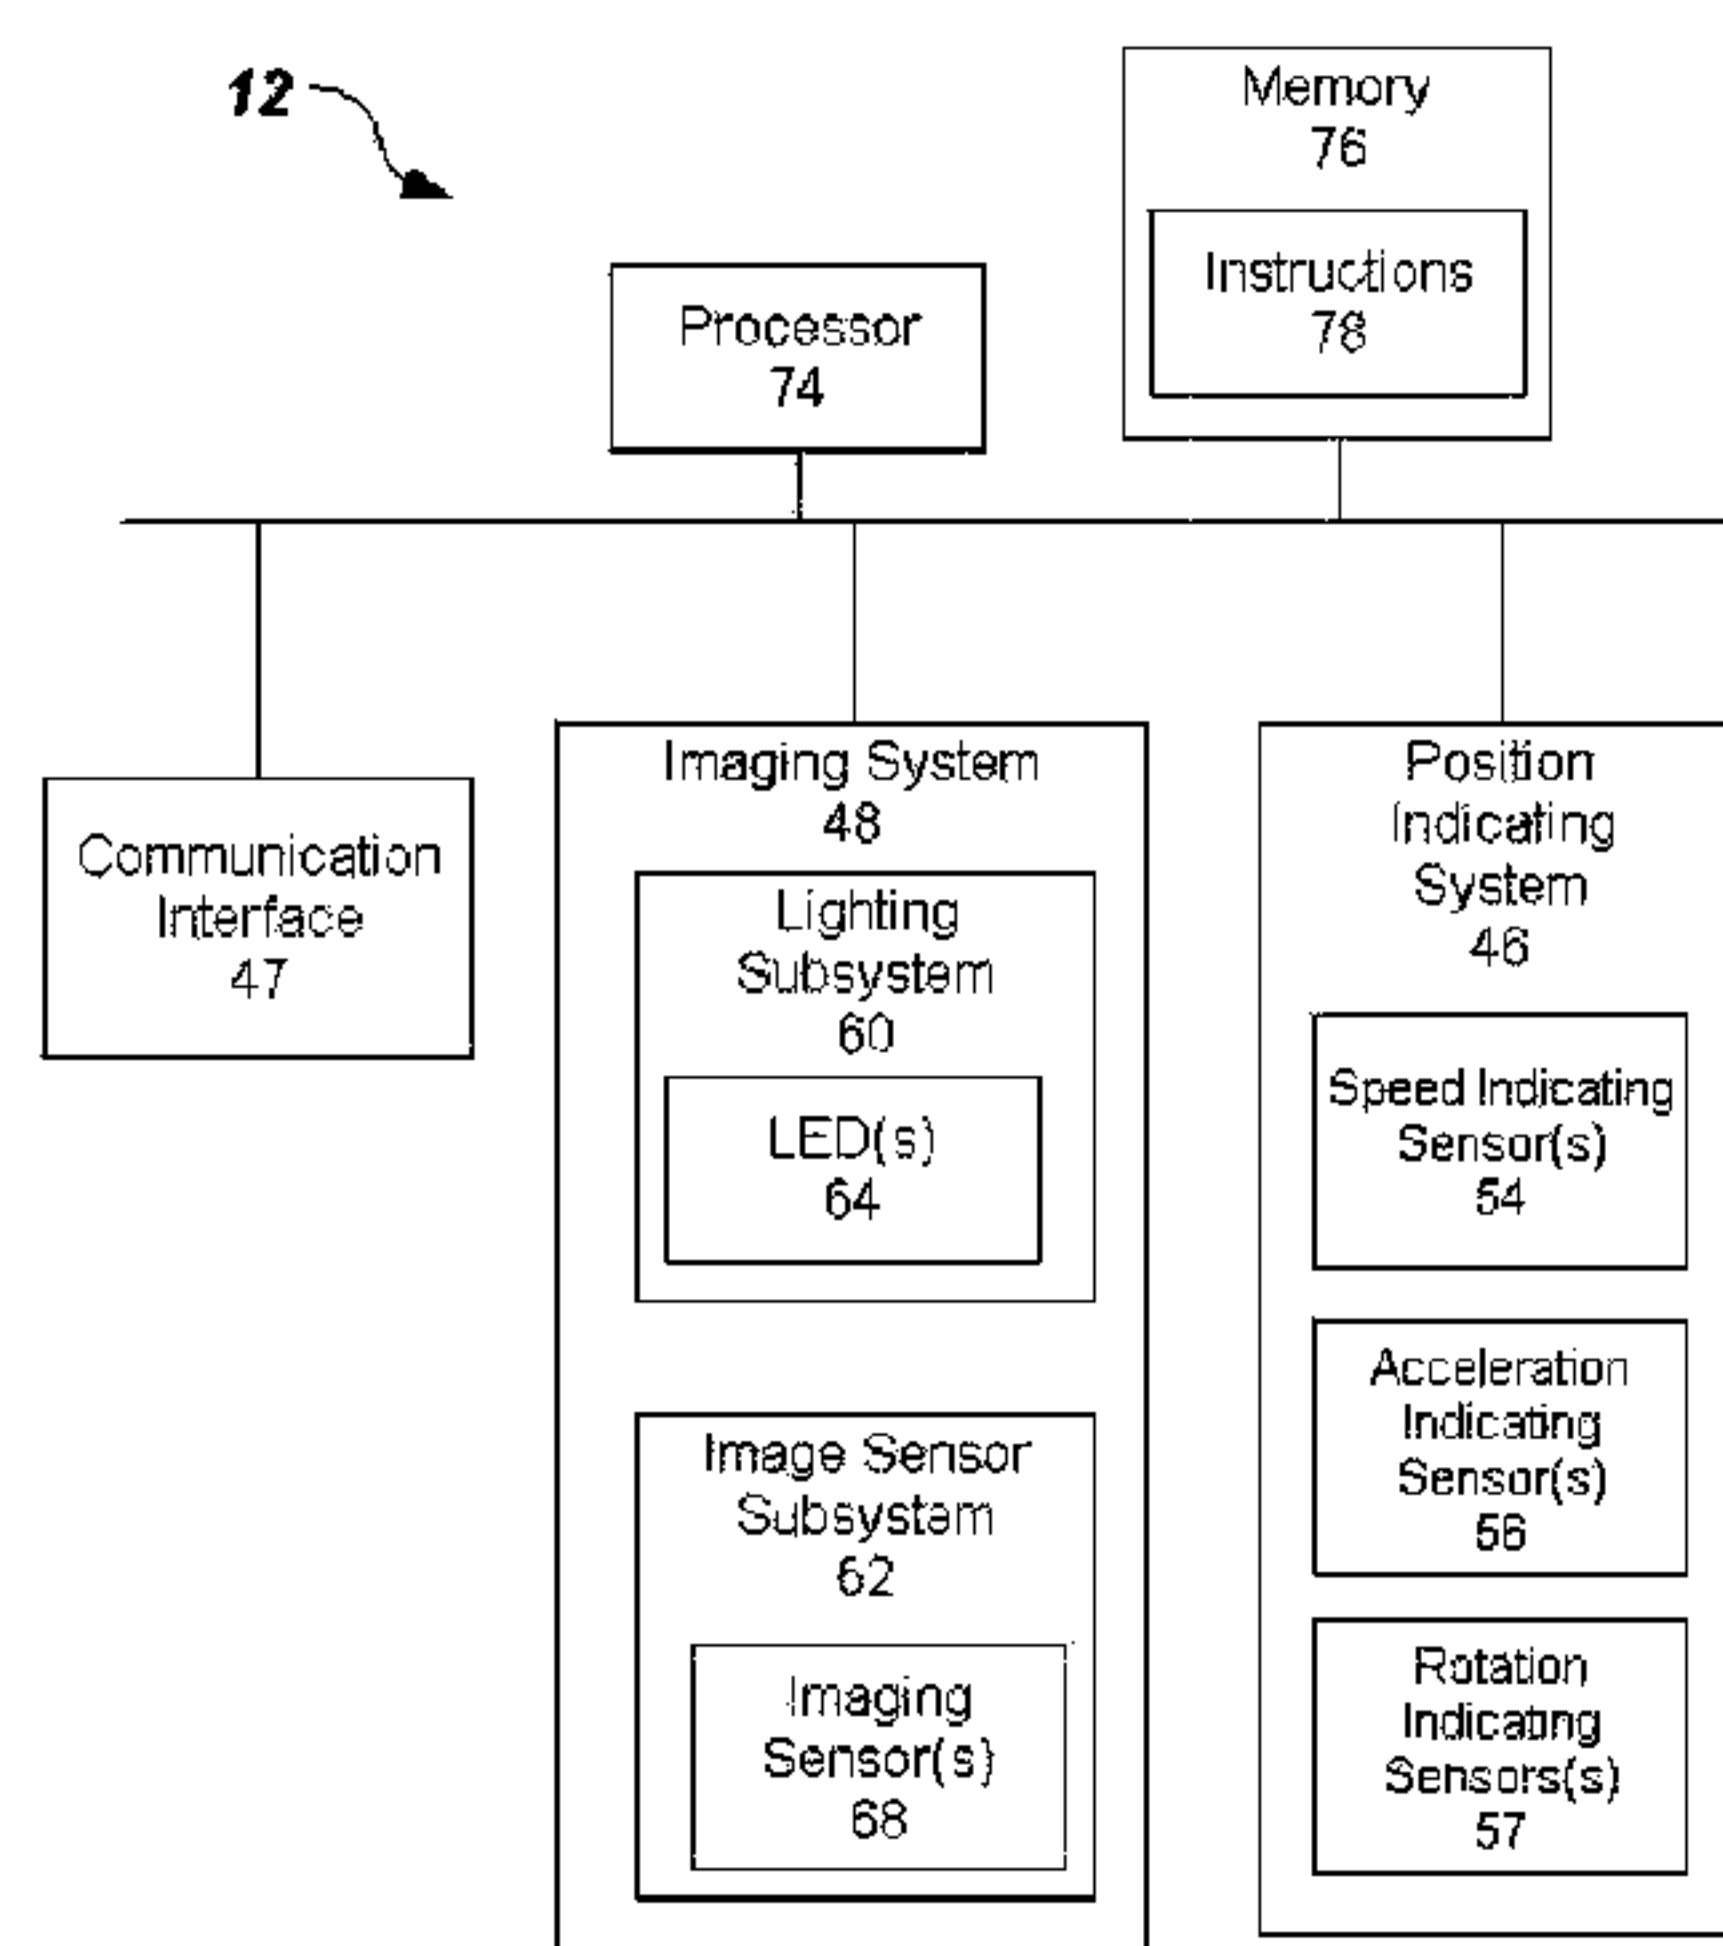 12
Memory
76
Instructions
78
Processor
74
Communication
Interface
47
Imaging System
48
Lighting
Subsystem
60
LED(s)
64
Image Sensor
Subsystem
62
Imaging
Sensor(s)
68
Position
Indicating
System
46
Speed Indicating
Sensor(s)
54
Acceleration
Indicating
Sensor(s)
56
Rotation
Indicating
Sensors(s)
57